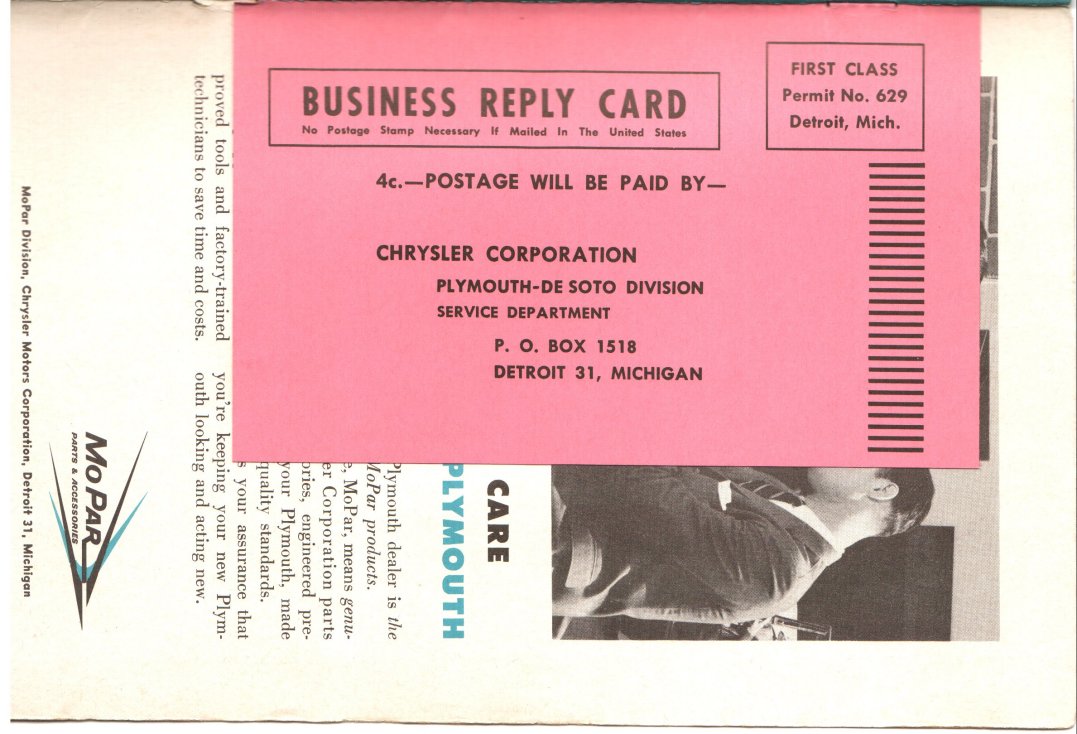 BUSINESS REPLY CARD
No Postage Stamp Necessary If Mailed In The United States
FIRST CLASS
Permit No. 629
Detroit, Mich.
4c.—POSTAGE WILL BE PAID BY—
CHRYSLER CORPORATION
PLYMOUTH-DE SOTO DIVISION
SERVICE DEPARTMENT
P. O. BOX 1518
DETROIT 31, MICHIGAN
CARE
PLYMOUTH
Plymouth dealer is the
MoPar products.
e, MoPar, means genu-
er Corporation parts
ories, engineered pre-
your Plymouth, made
quality standards.
s your assurance that
you're keeping your new Plym-
outh looking and acting new.
proved tools and factory-trained
technicians to save time and costs.
MOPAR
PARTS & ACCESSORIES
MoPar Division, Chrysler Motors Corporation, Detroit 31, Michigan